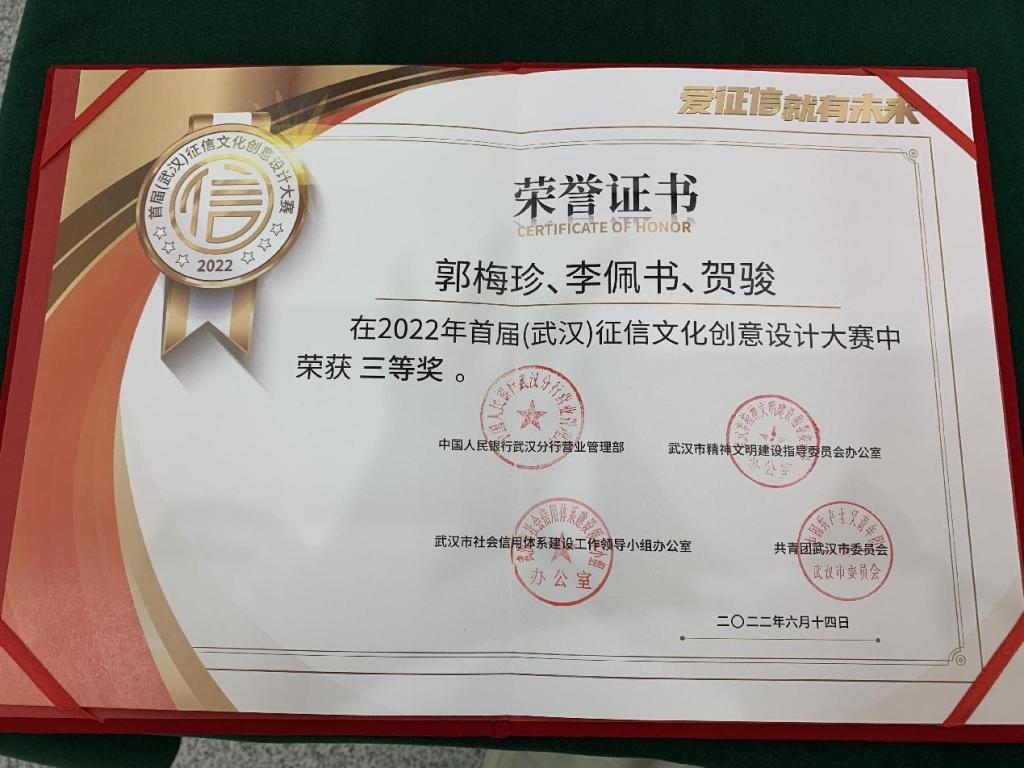 爱征信就有未来
首届(武汉)征信文化创意设计大赛
信
2022
荣誉证书
CERTIFICATE OF HONOR
郭梅珍、李佩书、贺骏
在2022年首届(武汉)征信文化创意设计大赛中
荣获 三等奖 。
中国人民银行武汉分行营业管理部
武汉市精神文明建设指导委员会办公室
武汉市社会信用体系建设工作领导小组办公室
办公室
共青团武汉市委员会
武汉市委员会
二〇二二年六月十四日